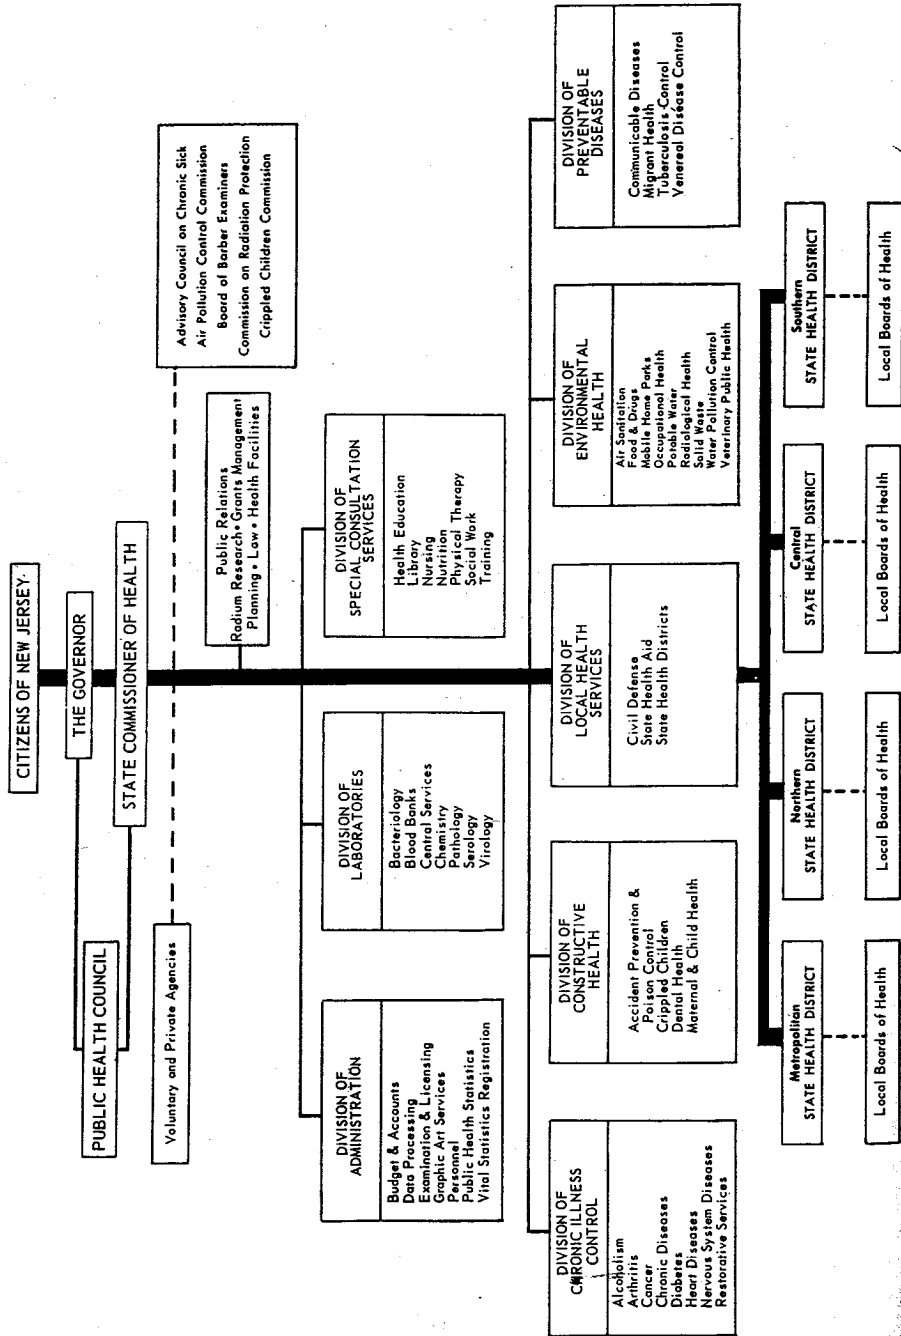 CITIZENS OF NEW JERSEY
THE GOVERNOR
PUBLIC HEALTH COUNCIL
STATE COMMISSIONER OF HEALTH
Voluntary and Private Agencies
Advisory Council on Chronic Sick
Air Pollution Control Commission
Board of Barber Examiners
Commission on Radiation Protection
Crippled Children Commission
Public Relations
Radium Research • Grants Management
Planning • Law • Health Facilities
DIVISION OF
ADMINISTRATION
Budget & Accounts
Data Processing
Examination & Licensing
Graphic Art Services
Personnel
Public Health Statistics
Vital Statistics Registration
DIVISION OF
LABORATORIES
Bacteriology
Blood Banks
Central Services
Chemistry
Pathology
Serology
Virology
DIVISION OF
SPECIAL CONSULTATION
SERVICES
Health Education
Library
Nursing
Nutrition
Physical Therapy
Social Work
Training
DIVISION OF
CHRONIC ILLNESS
CONTROL
Alcoholism
Arthritis
Cancer
Chronic Diseases
Diabetes
Heart Diseases
Nervous System Diseases
Restorative Services
DIVISION OF
CONSTRUCTIVE
HEALTH
Accident Prevention &
Poison Control
Crippled Children
Dental Health
Maternal & Child Health
DIVISION OF
LOCAL HEALTH
SERVICES
Civil Defense
State Health Aid
State Health Districts
DIVISION OF
ENVIRONMENTAL
HEALTH
Air Sanitation
Food & Drugs
Mobile Home Parks
Occupational Health
Potable Water
Radiological Health
Solid Waste
Water Pollution Control
Veterinary Public Health
DIVISION OF
PREVENTABLE
DISEASES
Communicable Diseases
Migrant Health
Tuberculosis Control
Venereal Disease Control
Metropolitan
STATE HEALTH DISTRICT
Northern
STATE HEALTH DISTRICT
Central
STATE HEALTH DISTRICT
Southern
STATE HEALTH DISTRICT
Local Boards of Health
Local Boards of Health
Local Boards of Health
Local Boards of Health